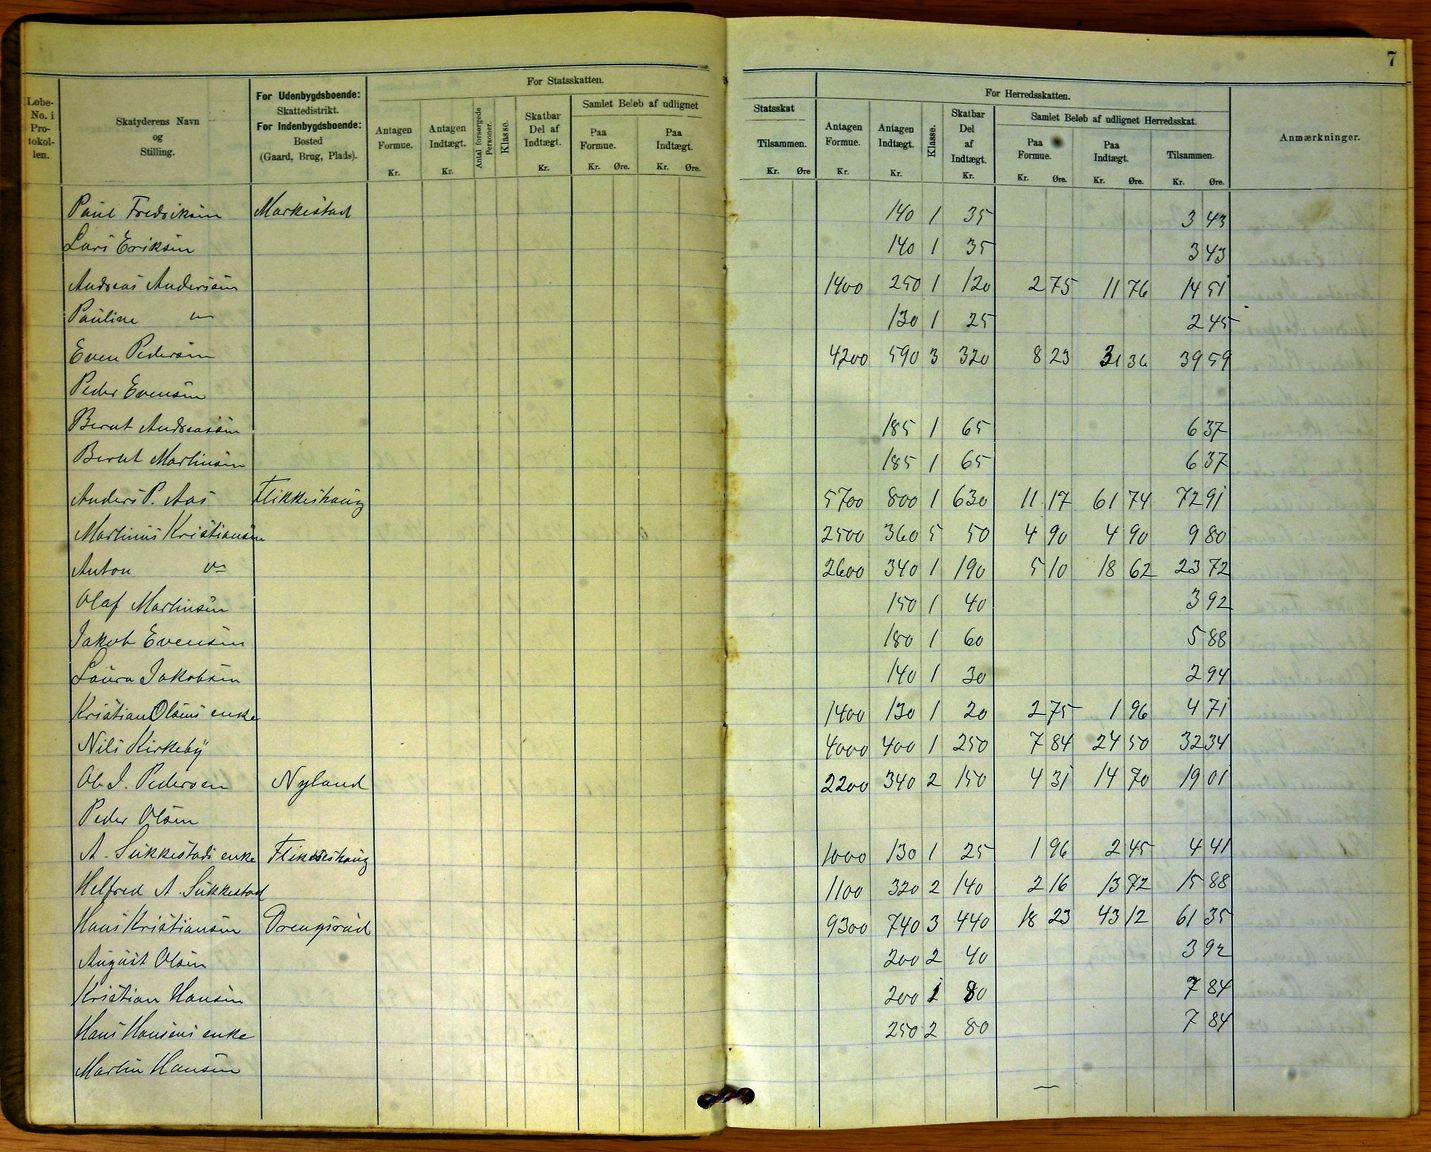 7
Løbe-No. i Pro-tokol-len.
Skatyderens Navn og Stilling.
For Udenbygdsboende: Skattedistrikt. For Indenbygdsboende: Bosted (Gaard, Brug, Plads).
For Statsskatten.
Antagen Formue. Kr.
Antagen Indtægt. Kr.
Antal forsørgede Personer.
Klasse.
Skatbar Del af Indtægt. Kr.
Samlet Beløb af udlignet
Paa Formue. Kr. Øre.
Paa Indtægt. Kr. Øre.
Statsskat Tilsammen. Kr. Øre
For Herredsskatten.
Antagen Formue. Kr.
Antagen Indtægt. Kr.
Klasse.
Skatbar Del af Indtægt. Kr.
Samlet Beløb af udlignet Herredsskat.
Paa Formue. Kr. Øre.
Paa Indtægt. Kr. Øre.
Tilsammen. Kr. Øre.
Anmærkninger.
Paul Fredriksen Markestad 140 1 35 3 43
Lars Eriksen 140 1 35 3 43
Andreas Andersen 1400 250 1 120 2 75 11 76 14 51
Pauline " 130 1 25 2 45
Even Pedersen 4200 590 3 320 8 23 31 36 39 59
Peder Evensen
Bernt Andreassen 185 1 65 6 37
Bernt Martinsen 185 1 65 6 37
Anders P. Aas Flikkeshaug 5700 800 1 630 11 17 61 74 72 91
Martinus Kristiansen 2500 360 5 50 4 90 4 90 9 80
Anton " 2600 340 1 190 5 10 18 62 23 72
Olaf Martinsen 150 1 40 3 92
Jakob Evensen 180 1 60 5 88
Laura Jakobsen 140 1 30 2 94
Kristian Olsens enke 1400 130 1 20 2 75 1 96 4 71
Nils Kirkeby 4000 400 1 250 7 84 24 50 32 34
Ole J. Pedersen Nyland 2200 340 2 150 4 31 14 70 19 01
Peder Olsen
A. Sukkestads enke Flikkeshaug 1000 130 1 25 1 96 2 45 4 41
Helfred A. Sukkestad 1100 320 2 140 2 16 13 72 15 88
Hans Kristiansen Drengsrud 9300 740 3 440 18 23 43 12 61 35
August Olsen 200 2 40 3 92
Kristian Hansen 200 1 80 7 84
Hans Hansens enke 250 2 80 7 84
Martin Hansen
—